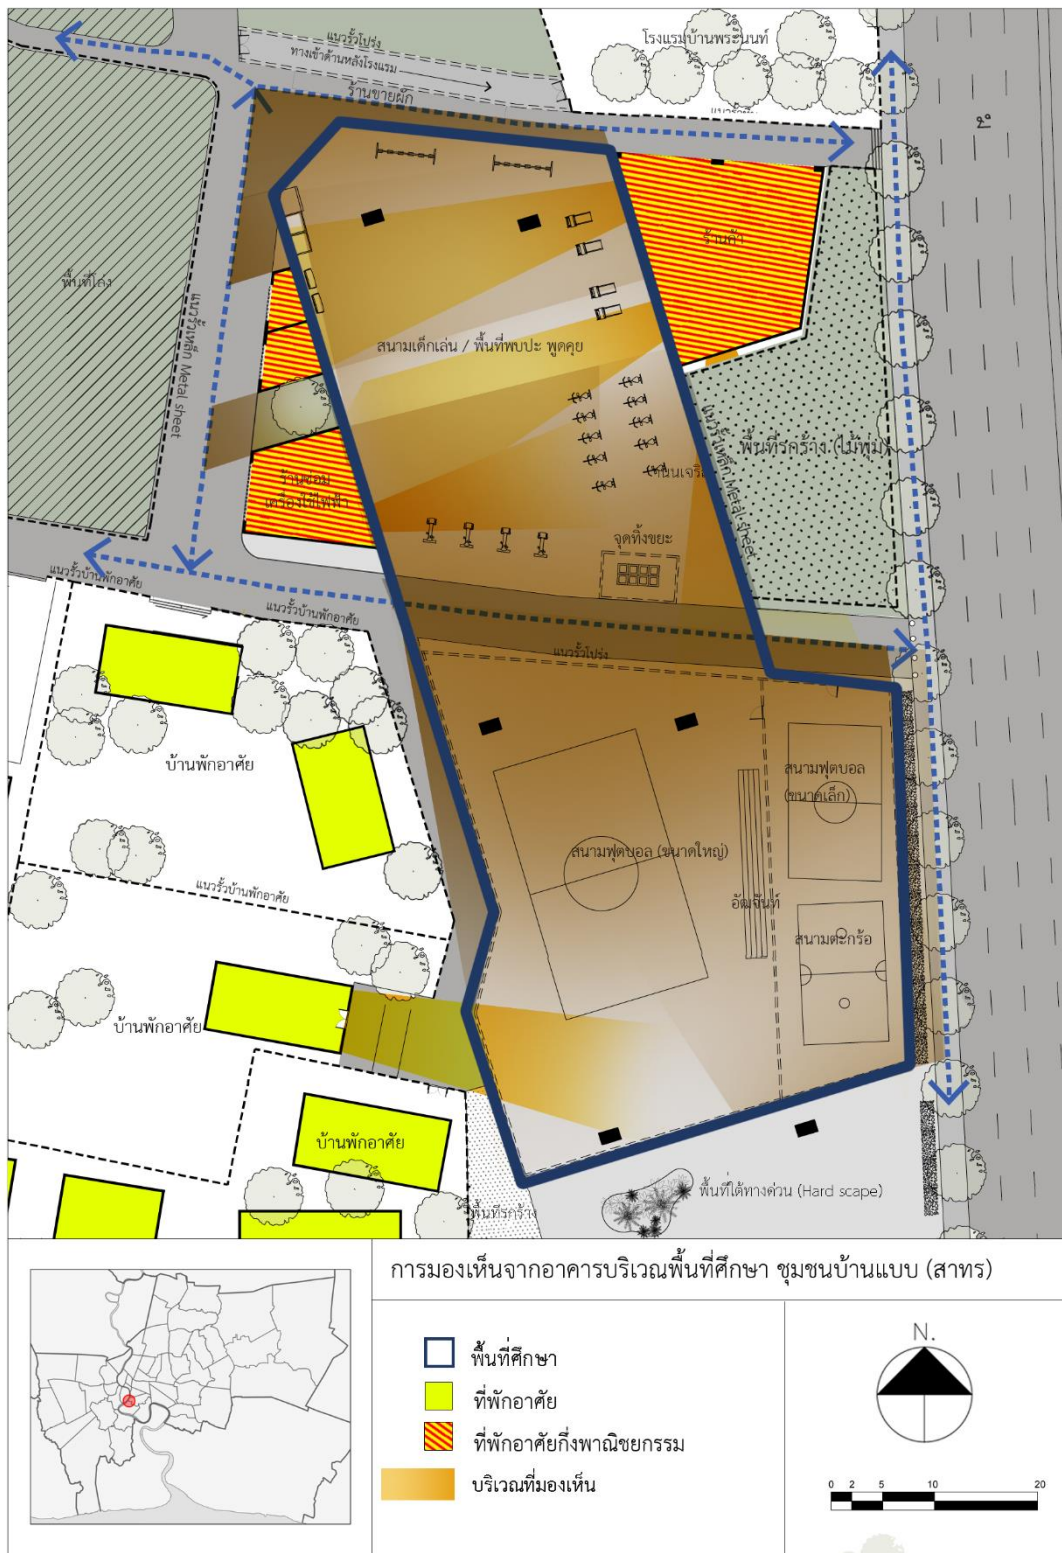 แนวรั้วโปร่ง
ทางเข้าด้านหลังโรงแรม
ร้านขายผัก
โรงแรมบ้านพระนนท์
ร้านค้า
พื้นที่โล่ง
แนวรั้วเหล็ก Metal sheet
สนามเด็กเล่น / พื้นที่พบปะ พูดคุย
แนวรั้วเหล็ก Metal sheet
พื้นที่รกร้าง (ไม้พุ่ม)
ร้านซ่อม
เครื่องใช้ไฟฟ้า
จุดทิ้งขยะ
แนวรั้วบ้านพักอาศัย
แนวรั้วบ้านพักอาศัย
แนวรั้วโปร่ง
บ้านพักอาศัย
สนามฟุตบอล
(ขนาดเล็ก)
สนามฟุตบอล (ขนาดใหญ่)
แนวรั้วบ้านพักอาศัย
อัฒจันท์
สนามตะกร้อ
บ้านพักอาศัย
บ้านพักอาศัย
พื้นที่รกร้าง
พื้นที่ใต้ทางด่วน (Hard scape)
การมองเห็นจากอาคารบริเวณพื้นที่ศึกษา ชุมชนบ้านแบบ (สาทร)
พื้นที่ศึกษา
ที่พักอาศัย
ที่พักอาศัยกึ่งพาณิชยกรรม
บริเวณที่มองเห็น
N.
0 2 5 10 20